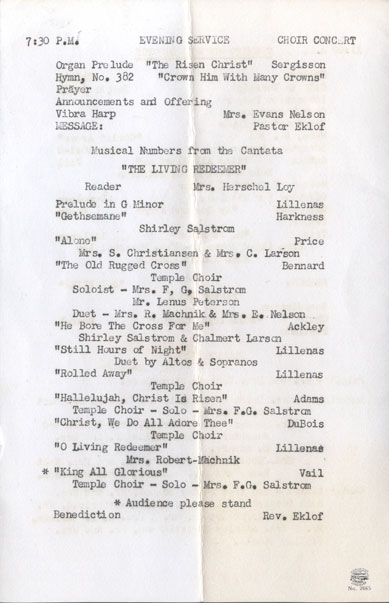 7:30 P.M. EVENING SERVICE CHOIR CONCERT
Organ Prelude "The Risen Christ" Sergisson
Hymn, No. 382 "Crown Him With Many Crowns"
Prayer
Announcements and Offering
Vibra Harp Mrs. Evans Nelson
MESSAGE: Pastor Eklof
Musical Numbers from the Cantata
"THE LIVING REDEEMER"
Reader Mrs. Herschel Loy
Prelude in G Minor Lillenas
"Gethsemane" Harkness
Shirley Salstrom
"Alone" Price
Mrs. S. Christiansen & Mrs. C. Larson
"The Old Rugged Cross" Bennard
Temple Choir
Soloist - Mrs. F, G. Salstrom
Mr. Lenus Peterson
Duet - Mrs. R. Machnik & Mrs. E. Nelson
"He Bore The Cross For Me" Ackley
Shirley Salstrom & Chalmert Larson
"Still Hours of Night" Lillenas
Duet by Altos & Sopranos
"Rolled Away" Lillenas
Temple Choir
"Hallelujah, Christ Is Risen" Adams
Temple Choir - Solo - Mrs. F.G. Salstrom
"Christ, We Do All Adore Thee" DuBois
Temple Choir
"O Living Redeemer" Lillenas
Mrs. Robert-Machnik
* "King All Glorious" Vail
Temple Choir - Solo - Mrs. F.G. Salstrom
* Audience please stand
Benediction Rev. Eklof